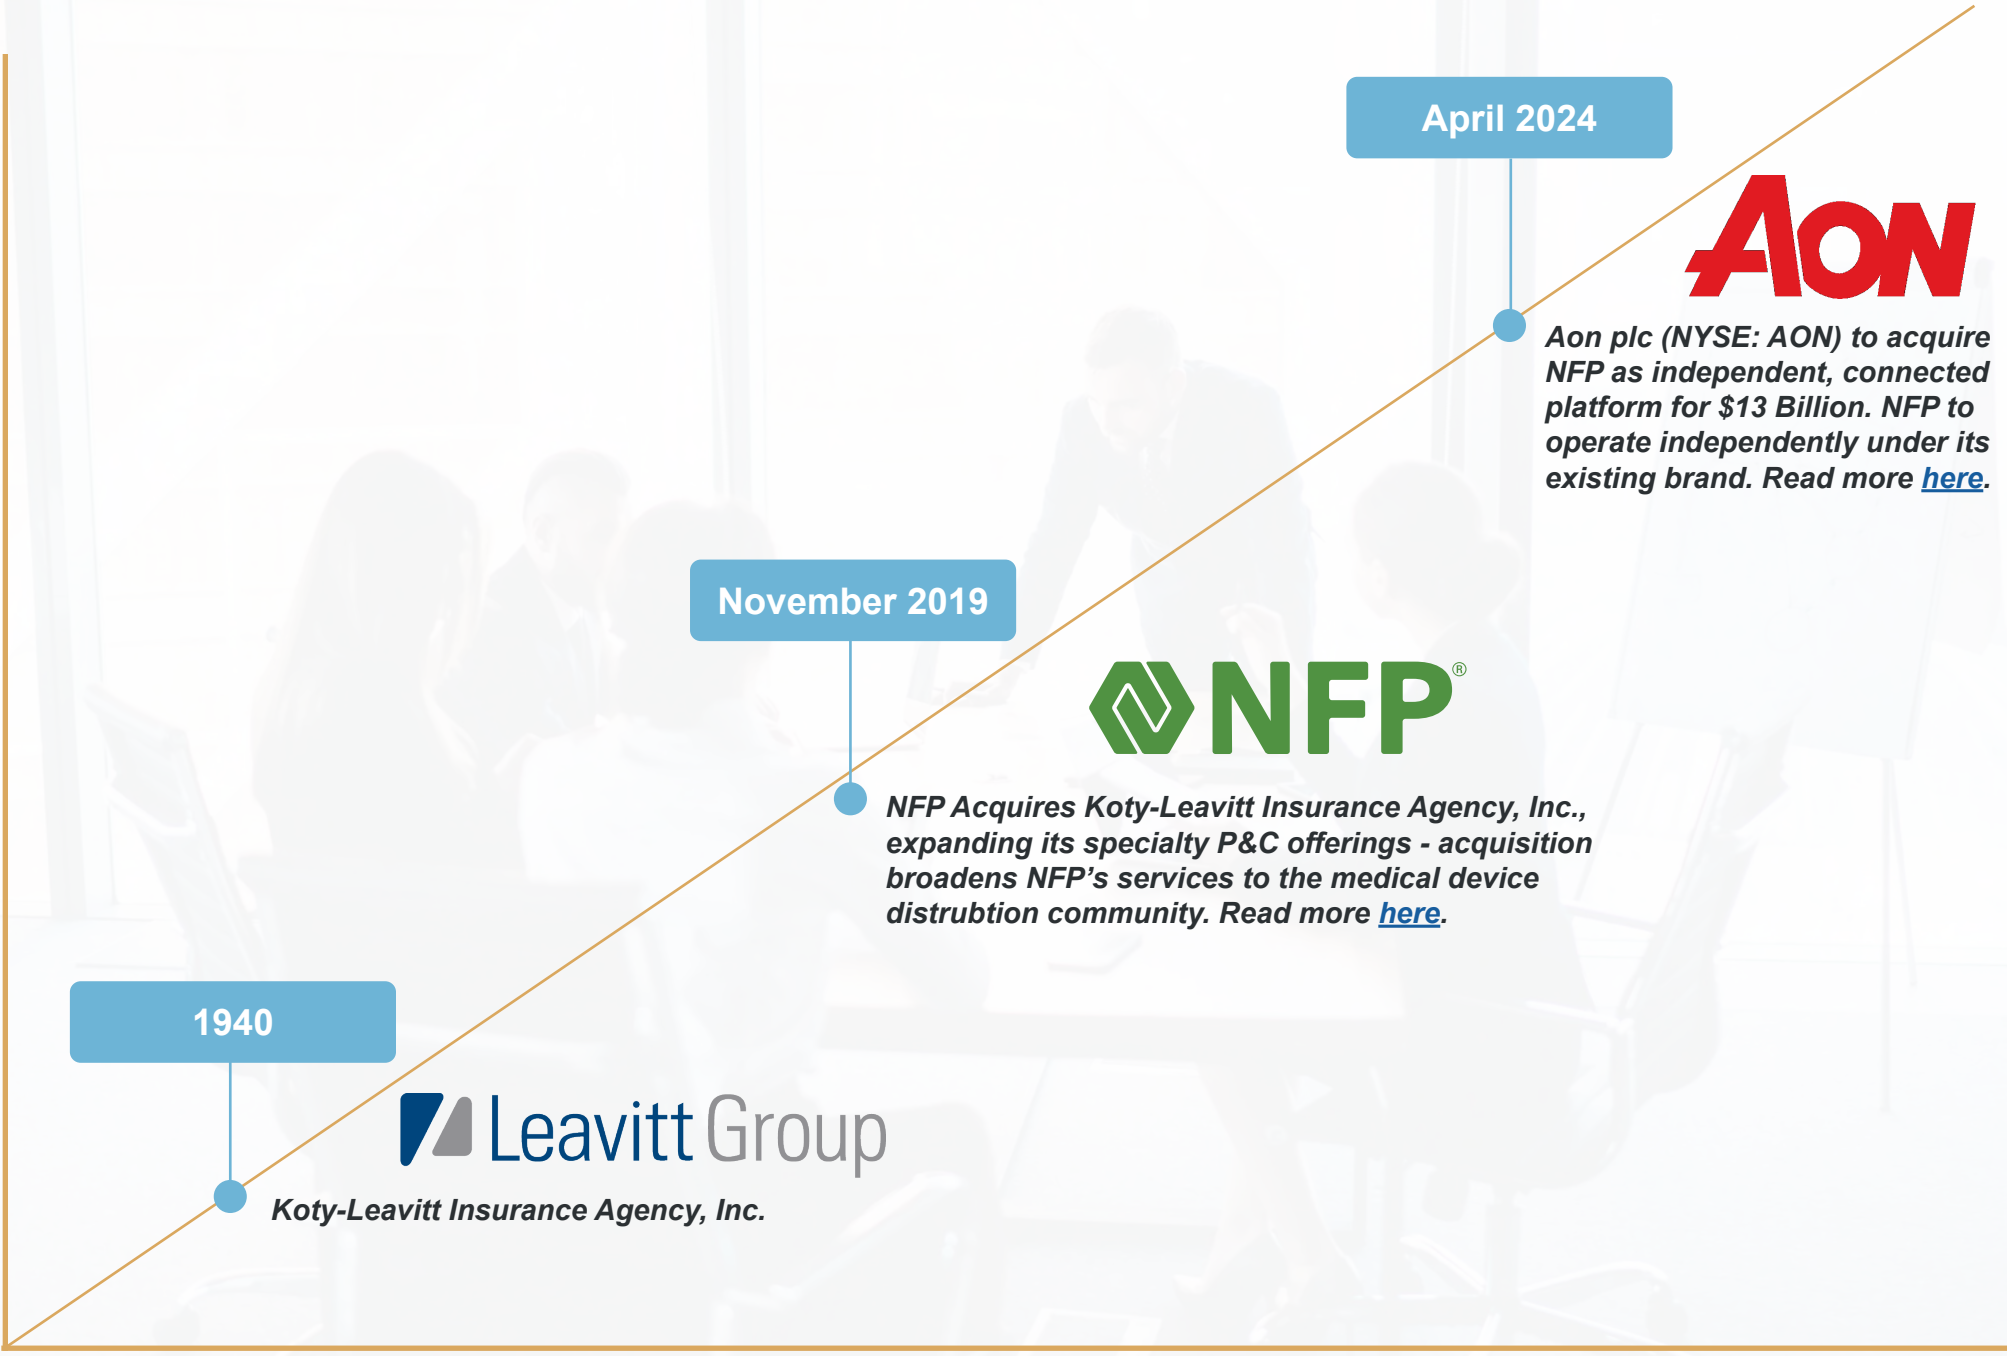 April 2024
AON
Aon plc (NYSE: AON) to acquire
NFP as independent, connected
platform for $13 Billion. NFP to
operate independently under its
existing brand. Read more here.
November 2019
NFP®
NFP Acquires Koty-Leavitt Insurance Agency, Inc.,
expanding its specialty P&C offerings - acquisition
broadens NFP’s services to the medical device
distrubtion community. Read more here.
1940
Leavitt Group
Koty-Leavitt Insurance Agency, Inc.